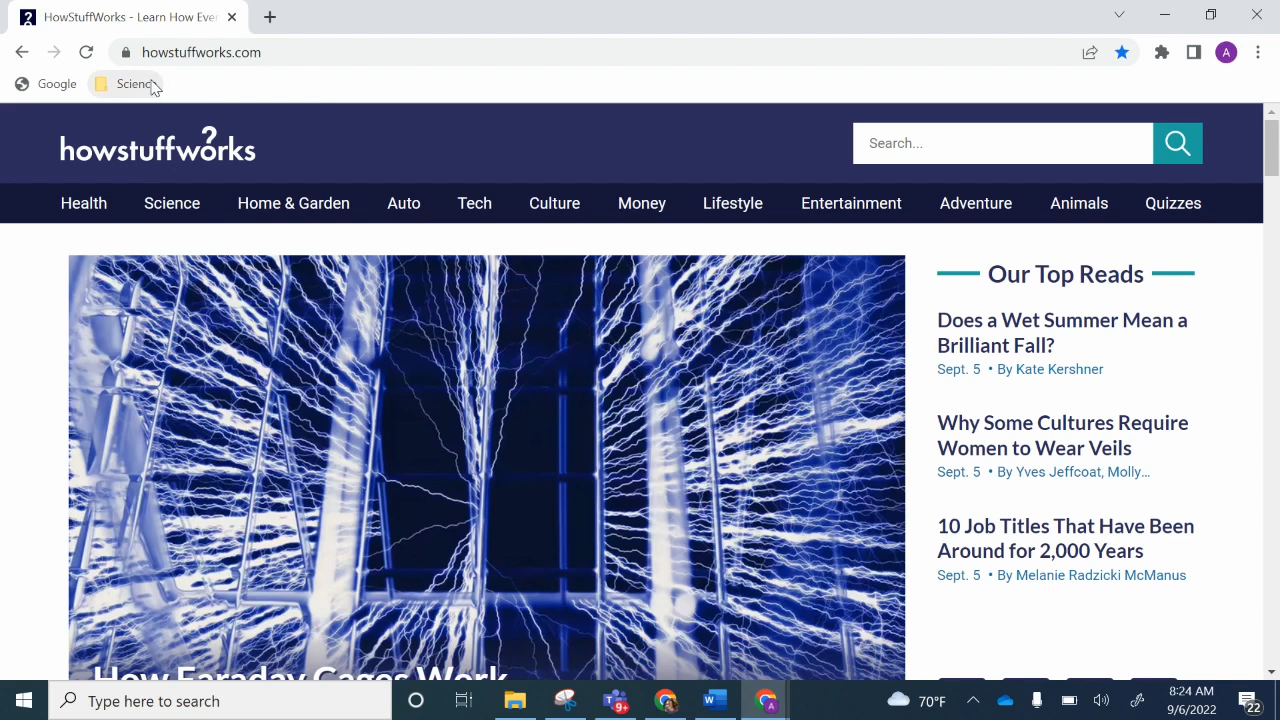 HowStuffWorks - Learn How Ever
howstuffworks.com
A
Google Science
howstuffworks
Search...
Health Science Home & Garden Auto Tech Culture Money Lifestyle Entertainment Adventure Animals Quizzes
Our Top Reads
Does a Wet Summer Mean a
Brilliant Fall?
Sept. 5 • By Kate Kershner
Why Some Cultures Require
Women to Wear Veils
Sept. 5 • By Yves Jeffcoat, Molly...
10 Job Titles That Have Been
Around for 2,000 Years
Sept. 5 • By Melanie Radzicki McManus
How Faraday Cages Work
Type here to search
9+
A
70°F
8:24 AM
9/6/2022
22